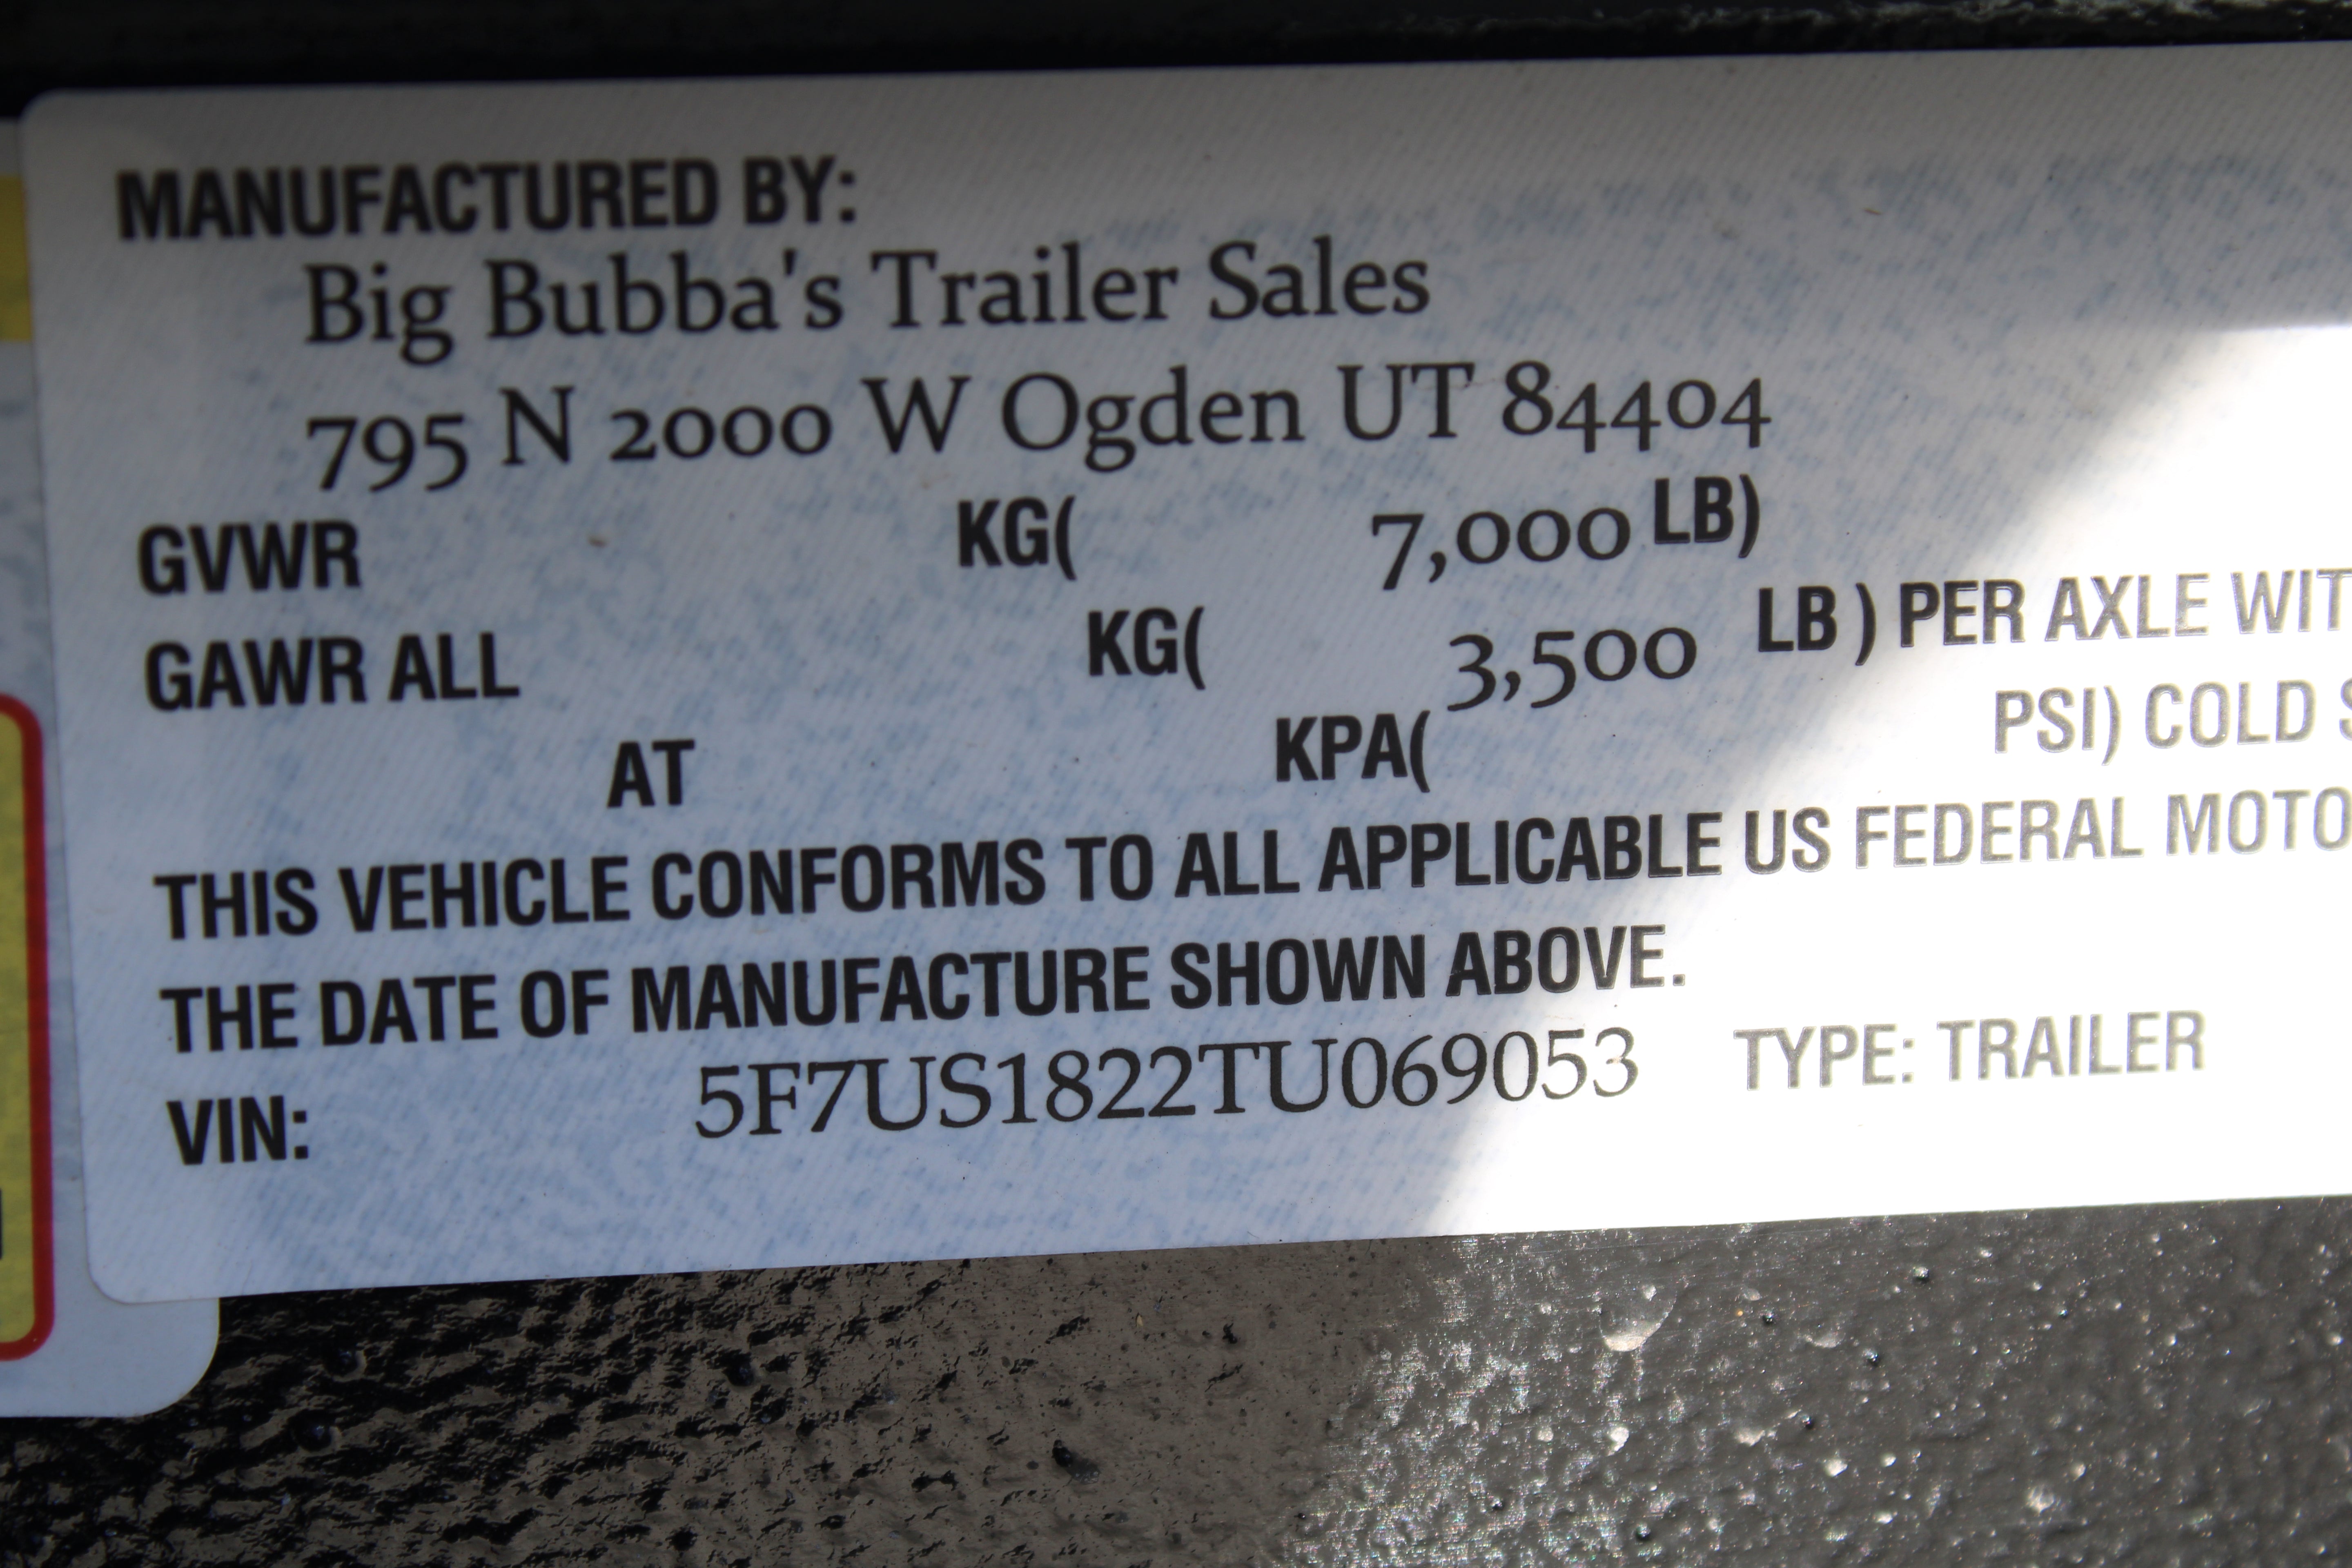 MANUFACTURED BY:
Big Bubba's Trailer Sales
795 N 2000 W Ogden UT 84404
GVWR KG( 7,000 LB)
GAWR ALL KG( 3,500 LB ) PER AXLE WIT
AT KPA( PSI) COLD
THIS VEHICLE CONFORMS TO ALL APPLICABLE US FEDERAL MOTO
THE DATE OF MANUFACTURE SHOWN ABOVE.
VIN: 5F7US1822TU069053 TYPE: TRAILER